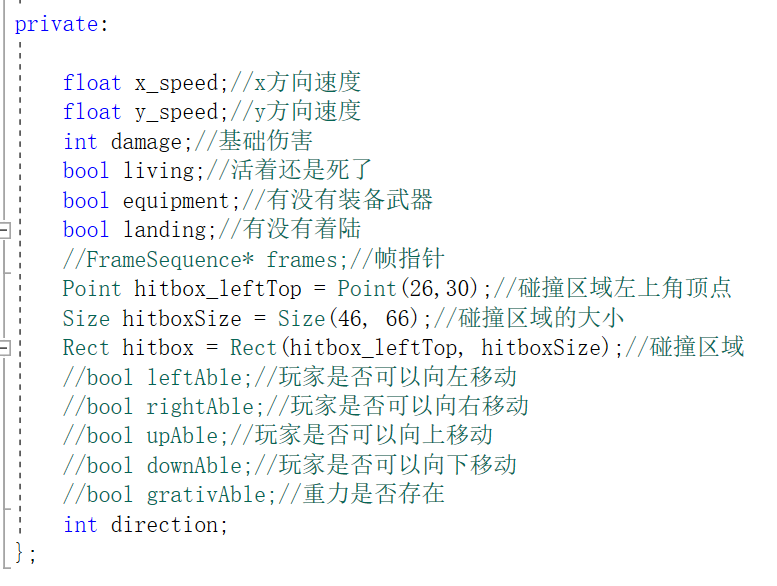 private:
float x_speed;//x方向速度
float y_speed;//y方向速度
int damage;//基础伤害
bool living;//活着还是死了
bool equipment;//有没有装备武器
bool landing;//有没有着陆
//FrameSequence* frames;//帧指针
Point hitbox_leftTop = Point(26,30);//碰撞区域左上角顶点
Size hitboxSize = Size(46, 66);//碰撞区域的大小
Rect hitbox = Rect(hitbox_leftTop, hitboxSize);//碰撞区域
//bool leftAble;//玩家是否可以向左移动
//bool rightAble;//玩家是否可以向右移动
//bool upAble;//玩家是否可以向上移动
//bool downAble;//玩家是否可以向下移动
//bool grativAble;//重力是否存在
int direction;
};